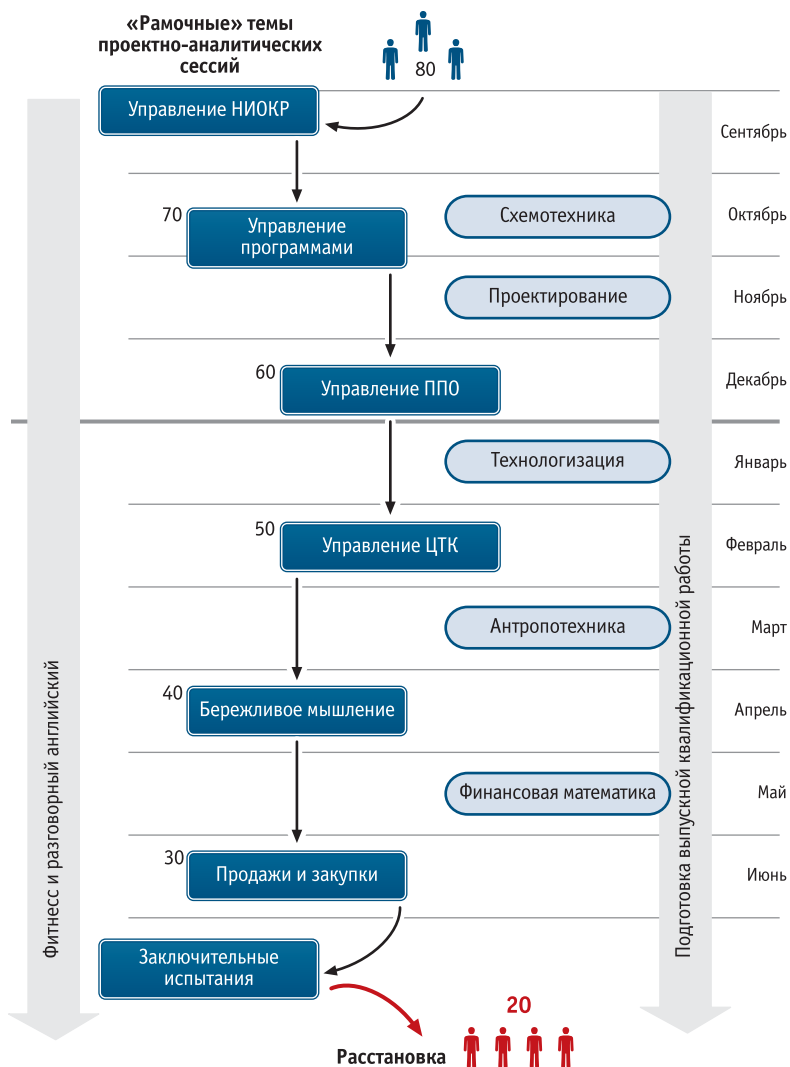 «Рамочные» темы
проектно-аналитических
сессий
80
Управление НИОКР
Сентябрь
70
Управление
программами
Схемотехника
Октябрь
Проектирование
Ноябрь
60
Управление ППО
Декабрь
Технологизация
Январь
50
Управление ЦТК
Февраль
Антропотехника
Март
40
Бережливое мышление
Апрель
Финансовая математика
Май
30
Продажи и закупки
Июнь
Заключительные
испытания
20
Расстановка
Фитнесс и разговорный английский
Подготовка выпускной квалификационной работы